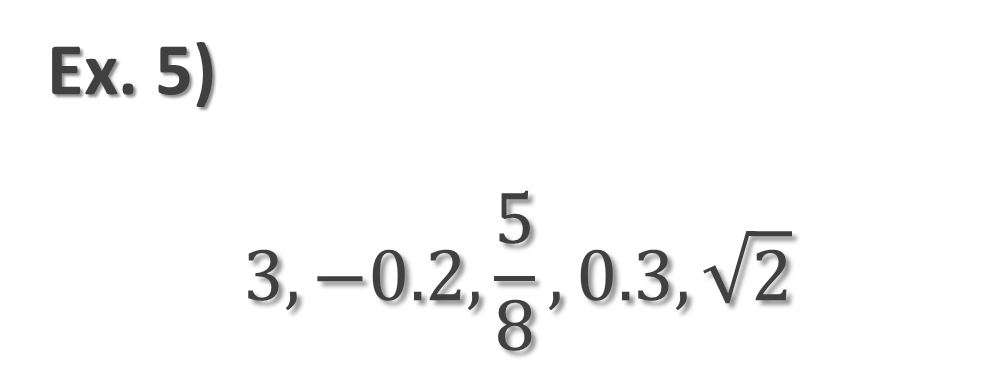 Ex. 5)
3, −0.2, 5/8, 0.3, √2